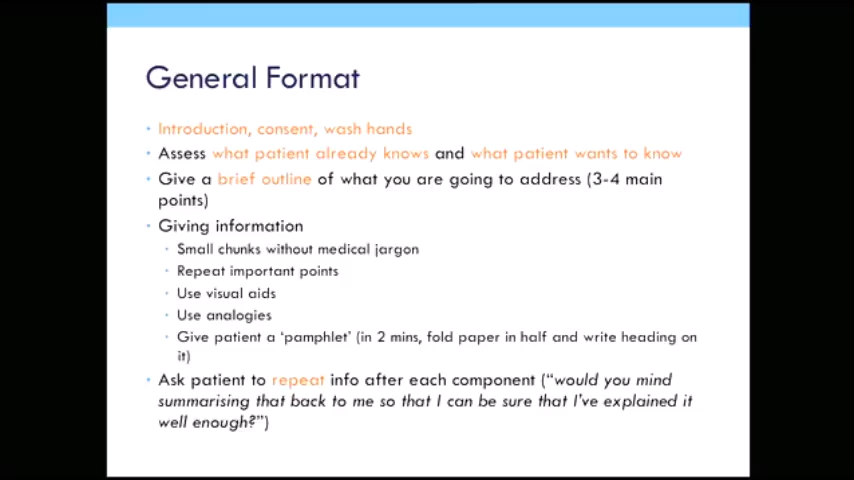 General Format
• Introduction, consent, wash hands
• Assess what patient already knows and what patient wants to know
• Give a brief outline of what you are going to address (3-4 main
points)
• Giving information
• Small chunks without medical jargon
• Repeat important points
• Use visual aids
• Use analogies
• Give patient a ‘pamphlet’ (in 2 mins, fold paper in half and write heading on
it)
• Ask patient to repeat info after each component (“would you mind
summarising that back to me so that I can be sure that I’ve explained it
well enough?”)